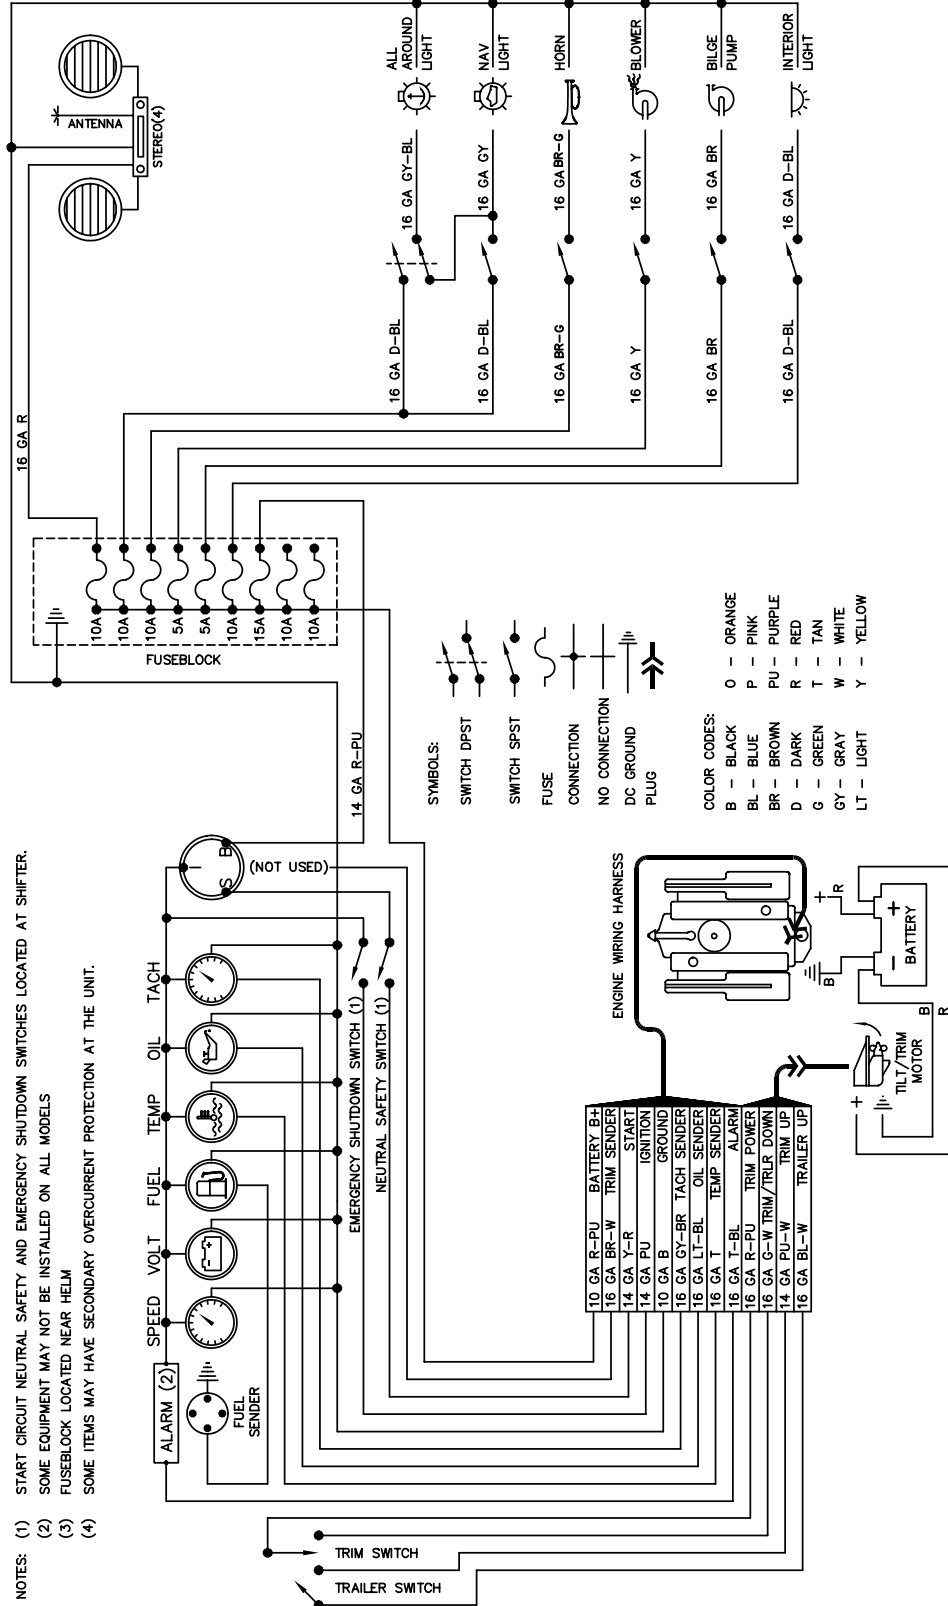 NOTES: (1) START CIRCUIT NEUTRAL SAFETY AND EMERGENCY SHUTDOWN SWITCHES LOCATED AT SHIFTER.
(2) SOME EQUIPMENT MAY NOT BE INSTALLED ON ALL MODELS
(3) FUSEBLOCK LOCATED NEAR HELM
(4) SOME ITEMS MAY HAVE SECONDARY OVERCURRENT PROTECTION AT THE UNIT.
ANTENNA
STEREO(4)
16 GA R
ALL
AROUND
LIGHT
NAV
LIGHT
HORN
BLOWER
BILGE
PUMP
INTERIOR
LIGHT
16 GA GY-BL
16 GA GY
16 GA BR-G
16 GA Y
16 GA BR
16 GA D-BL
16 GA D-BL
16 GA D-BL
16 GA BR-G
16 GA Y
16 GA BR
16 GA D-BL
10A
10A
10A
5A
5A
10A
15A
10A
10A
FUSEBLOCK
14 GA R-PU
SYMBOLS:
SWITCH DPST
SWITCH SPST
FUSE
CONNECTION
NO CONNECTION
DC GROUND
PLUG
COLOR CODES:
B - BLACK
BL - BLUE
BR - BROWN
D - DARK
G - GREEN
GY - GRAY
LT - LIGHT
O - ORANGE
P - PINK
PU - PURPLE
R - RED
T - TAN
W - WHITE
Y - YELLOW
S
B
(NOT USED)
SPEED
VOLT
FUEL
TEMP
OIL
TACH
ALARM (2)
FUEL
SENDER
EMERGENCY SHUTDOWN SWITCH (1)
NEUTRAL SAFETY SWITCH (1)
ENGINE WIRING HARNESS
10 GA R-PU BATTERY B+
16 GA BR-W TRIM SENDER
14 GA Y-R START
14 GA PU IGNITION
10 GA B GROUND
16 GA GY-BR TACH SENDER
16 GA LT-BL OIL SENDER
16 GA T TEMP SENDER
16 GA T-BL ALARM
16 GA R-PU TRIM POWER
16 GA G-W TRIM/TRLR DOWN
14 GA PU-W TRIM UP
16 GA BL-W TRAILER UP
TRIM SWITCH
TRAILER SWITCH
+
R
B
- +
BATTERY
B
R
+
TILT/TRIM
MOTOR